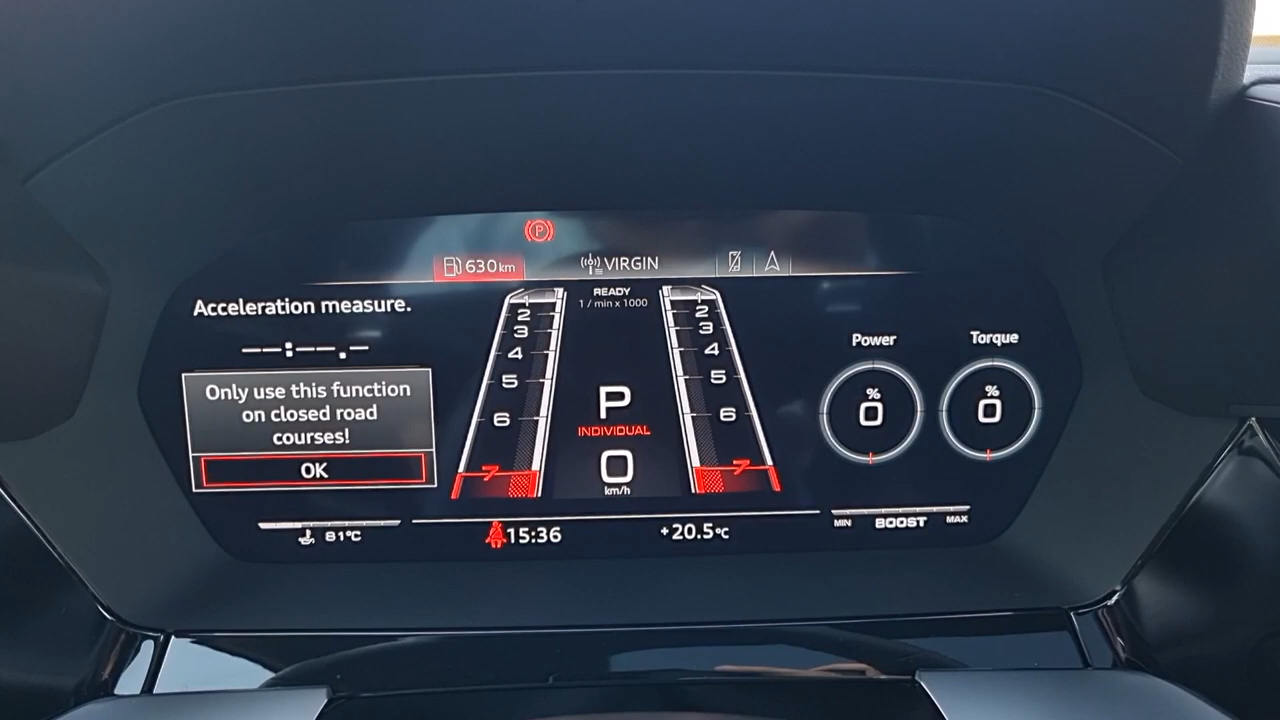 P
630 km
VIRGIN
Acceleration measure.
--:--.-
Only use this function
on closed road
courses!
OK
READY
1 / min x 1000
1
2
3
4
5
6
7
P
INDIVIDUAL
0
km/h
1
2
3
4
5
6
7
Power
%
0
Torque
%
0
81°C
15:36
+20.5°C
MIN BOOST MAX